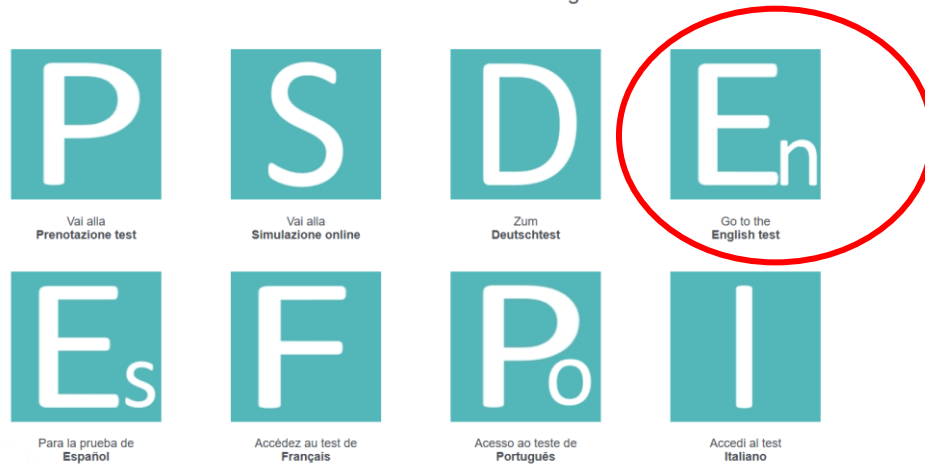 P
S
D
En
Vai alla
Prenotazione test
Vai alla
Simulazione online
Zum
Deutschtest
Go to the
English test
Es
F
Po
I
Para la prueba de
Español
Accédez au test de
Français
Acesso ao teste de
Português
Accedi al test
Italiano